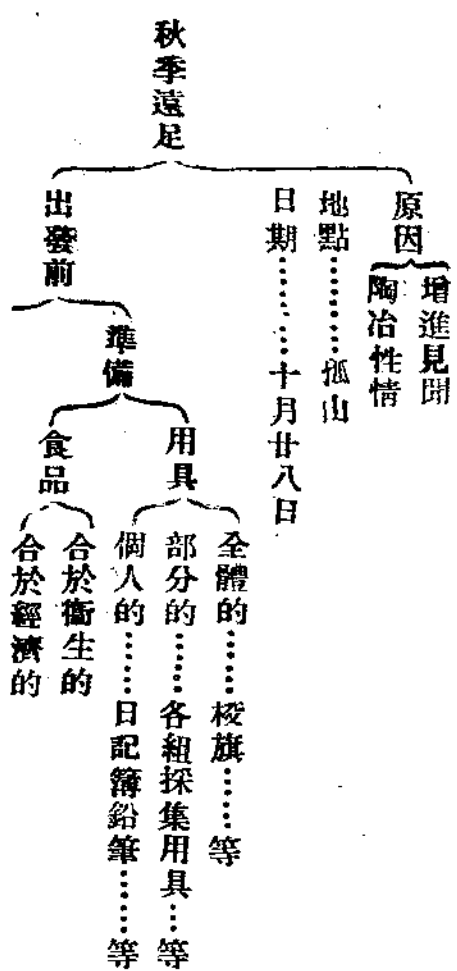 秋季遠足
原因
增進見聞
陶冶性情
地點………孤山
日期………十月廿八日
出發前
準備
用具
全體的……校旗……等
部分的……各組採集用具…等
個人的……日記簿鉛筆……等
食品
合於衞生的
合於經濟的